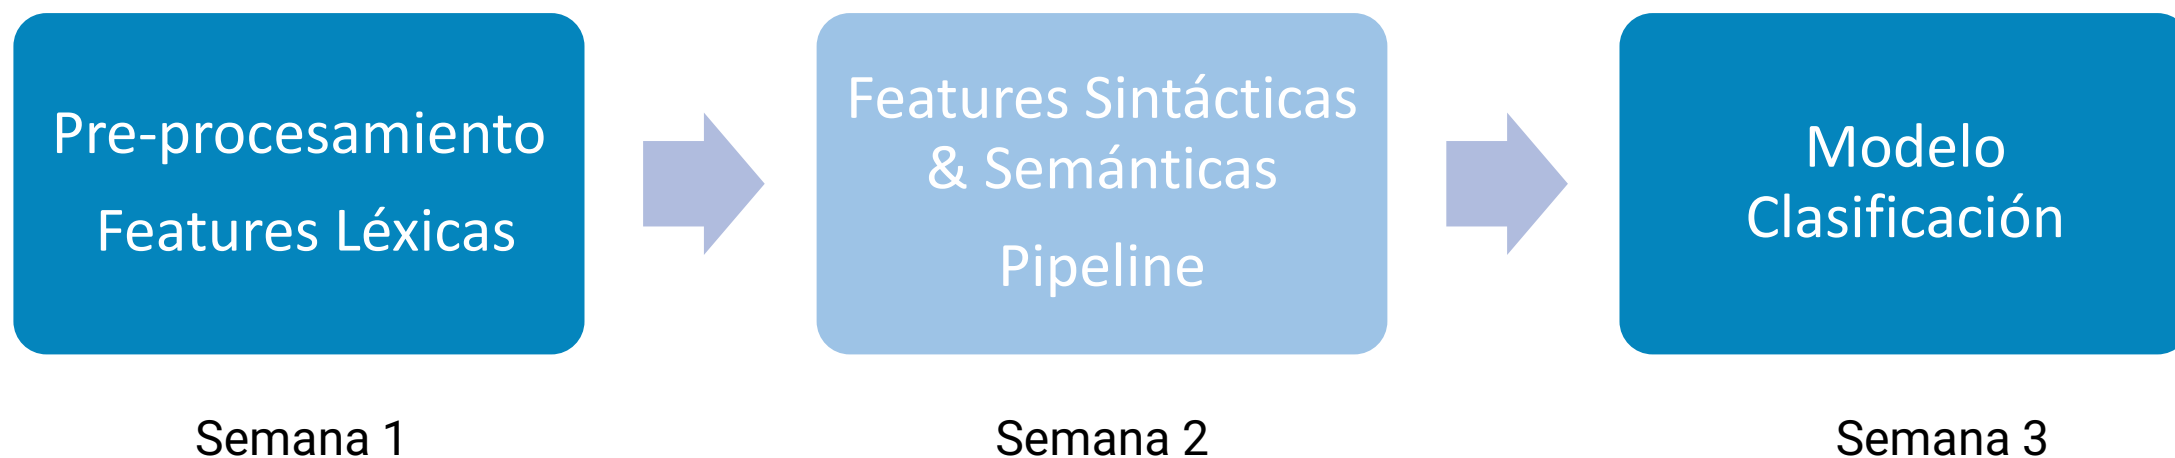 Pre-procesamiento
Features Léxicas
Features Sintácticas
& Semánticas
Pipeline
Modelo
Clasificación
Semana 1
Semana 2
Semana 3